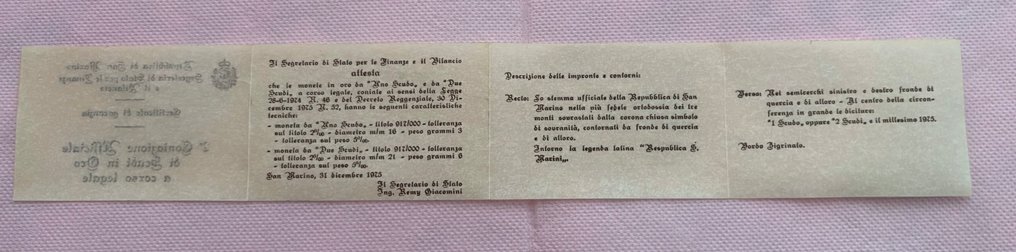 Repubblica di San Marino
Segreteria di Stato per le Finanze
e il Bilancio
Certificato di garanzia
2ª Coniazione Ufficiale
di Scudi in Oro
a corso legale
Il Segretario di Stato per le Finanze e il Bilancio
attesta
che le monete in oro da "Uno Scudo„ e da "Due
Scudi„ a corso legale, coniate ai sensi della Legge
28-6-1974 N. 46 e del Decreto Reggenziale, 30 Di-
cembre 1975 N. 52, hanno le seguenti caratteristiche
tecniche:
- moneta da "Uno Scudo„ - titolo 917/000 - tolleranza
sul titolo 2‰ - diametro m/m 16 - peso grammi 3
- tolleranza sul peso 5‰.
- moneta da "Due Scudi„ - titolo 917/000 - tolleranza
sul titolo 2‰ - diametro m/m 21 - peso grammi 6
- tolleranza sul peso 5‰.
San Marino, 31 dicembre 1975
Il Segretario di Stato
Ing. Remy Giacomini
Descrizione delle impronte e contorni:
Recto: Lo stemma ufficiale della Repubblica di San
Marino nella più fedele ortodossia dei tre
monti sovrastati dalla corona chiusa simbolo
di sovranità, contornati da fronde di quercia
e di alloro.
Intorno la legenda latina "Respublica S.
Marini„.
Verso: Nei semicerchi sinistro e destro fronde di
quercia e di alloro - Al centro della circon-
ferenza in grande le diciture:
"1 Scudo„ oppure "2 Scudi„ e il millesimo 1975.
Bordo Zigrinato.